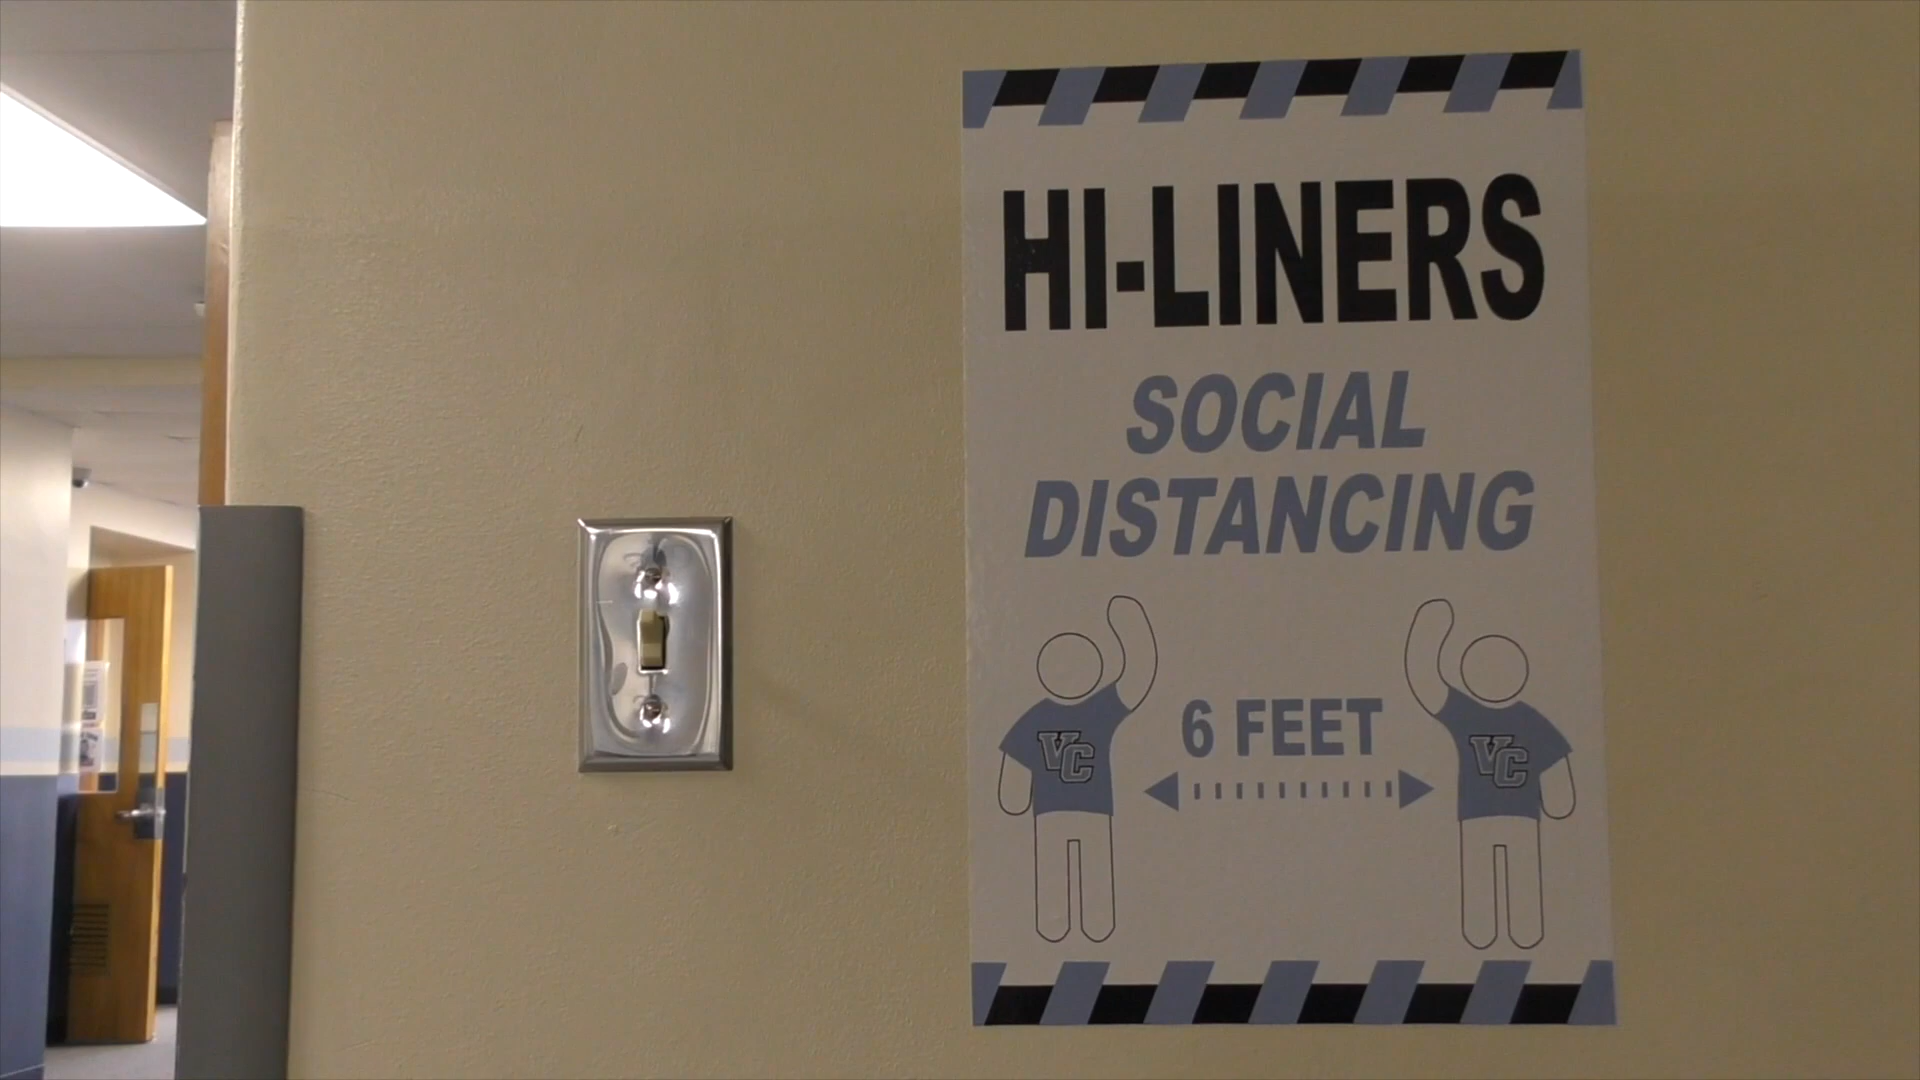 HI-LINERS
SOCIAL
DISTANCING
6 FEET
VC
VC